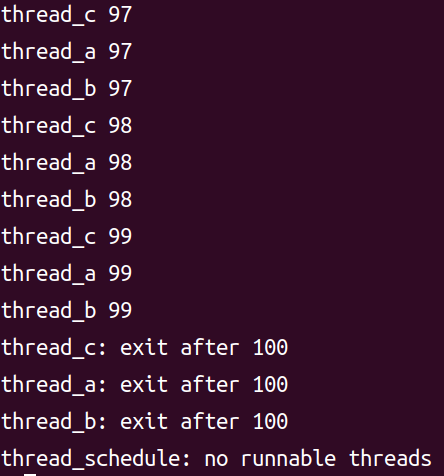 thread_c 97
thread_a 97
thread_b 97
thread_c 98
thread_a 98
thread_b 98
thread_c 99
thread_a 99
thread_b 99
thread_c: exit after 100
thread_a: exit after 100
thread_b: exit after 100
thread_schedule: no runnable threads